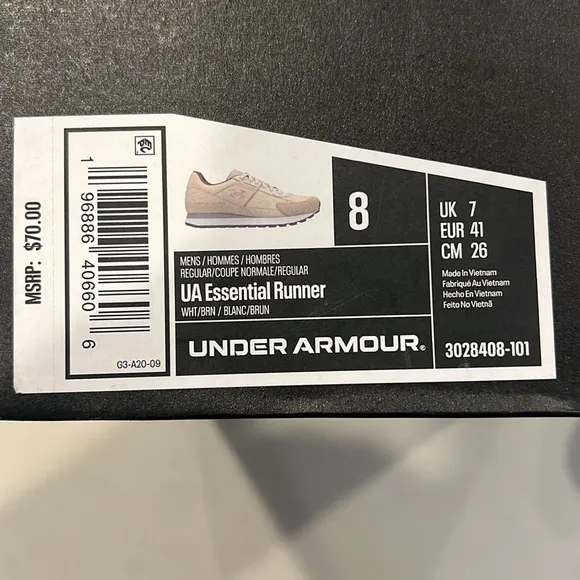 MSRP: $70.00
1 96886 40660 6
G3-A20-09
8
MENS / HOMMES / HOMBRES
REGULAR/COUPE NORMALE/REGULAR
UA Essential Runner
WHT/BRN / BLANC/BRUN
UNDER ARMOUR®
UK 7
EUR 41
CM 26
Made In Vietnam
Fabriqué Au Vietnam
Hecho En Vietnam
Feito No Vietnã
3028408-101